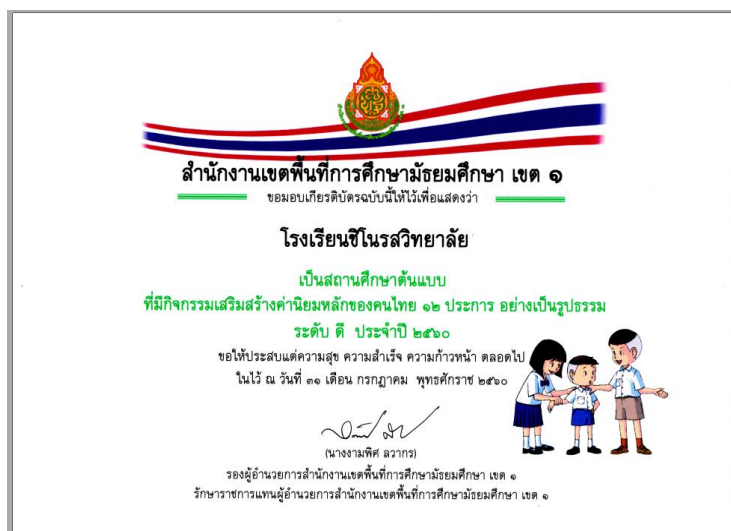 สำนักงานเขตพื้นที่การศึกษามัธยมศึกษา เขต ๑
ขอมอบเกียรติบัตรฉบับนี้ให้ไว้เพื่อแสดงว่า
โรงเรียนชิโนรสวิทยาลัย
เป็นสถานศึกษาต้นแบบ
ที่มีกิจกรรมเสริมสร้างค่านิยมหลักของคนไทย ๑๒ ประการ อย่างเป็นรูปธรรม
ระดับ ดี ประจำปี ๒๕๖๐
ขอให้ประสบแต่ความสุข ความสำเร็จ ความก้าวหน้า ตลอดไป
ในไว้ ณ วันที่ ๓๑ เดือน กรกฎาคม พุทธศักราช ๒๕๖๐
(นางงามพิศ ลวากร)
รองผู้อำนวยการสำนักงานเขตพื้นที่การศึกษามัธยมศึกษา เขต ๑
รักษาราชการแทนผู้อำนวยการสำนักงานเขตพื้นที่การศึกษามัธยมศึกษา เขต ๑